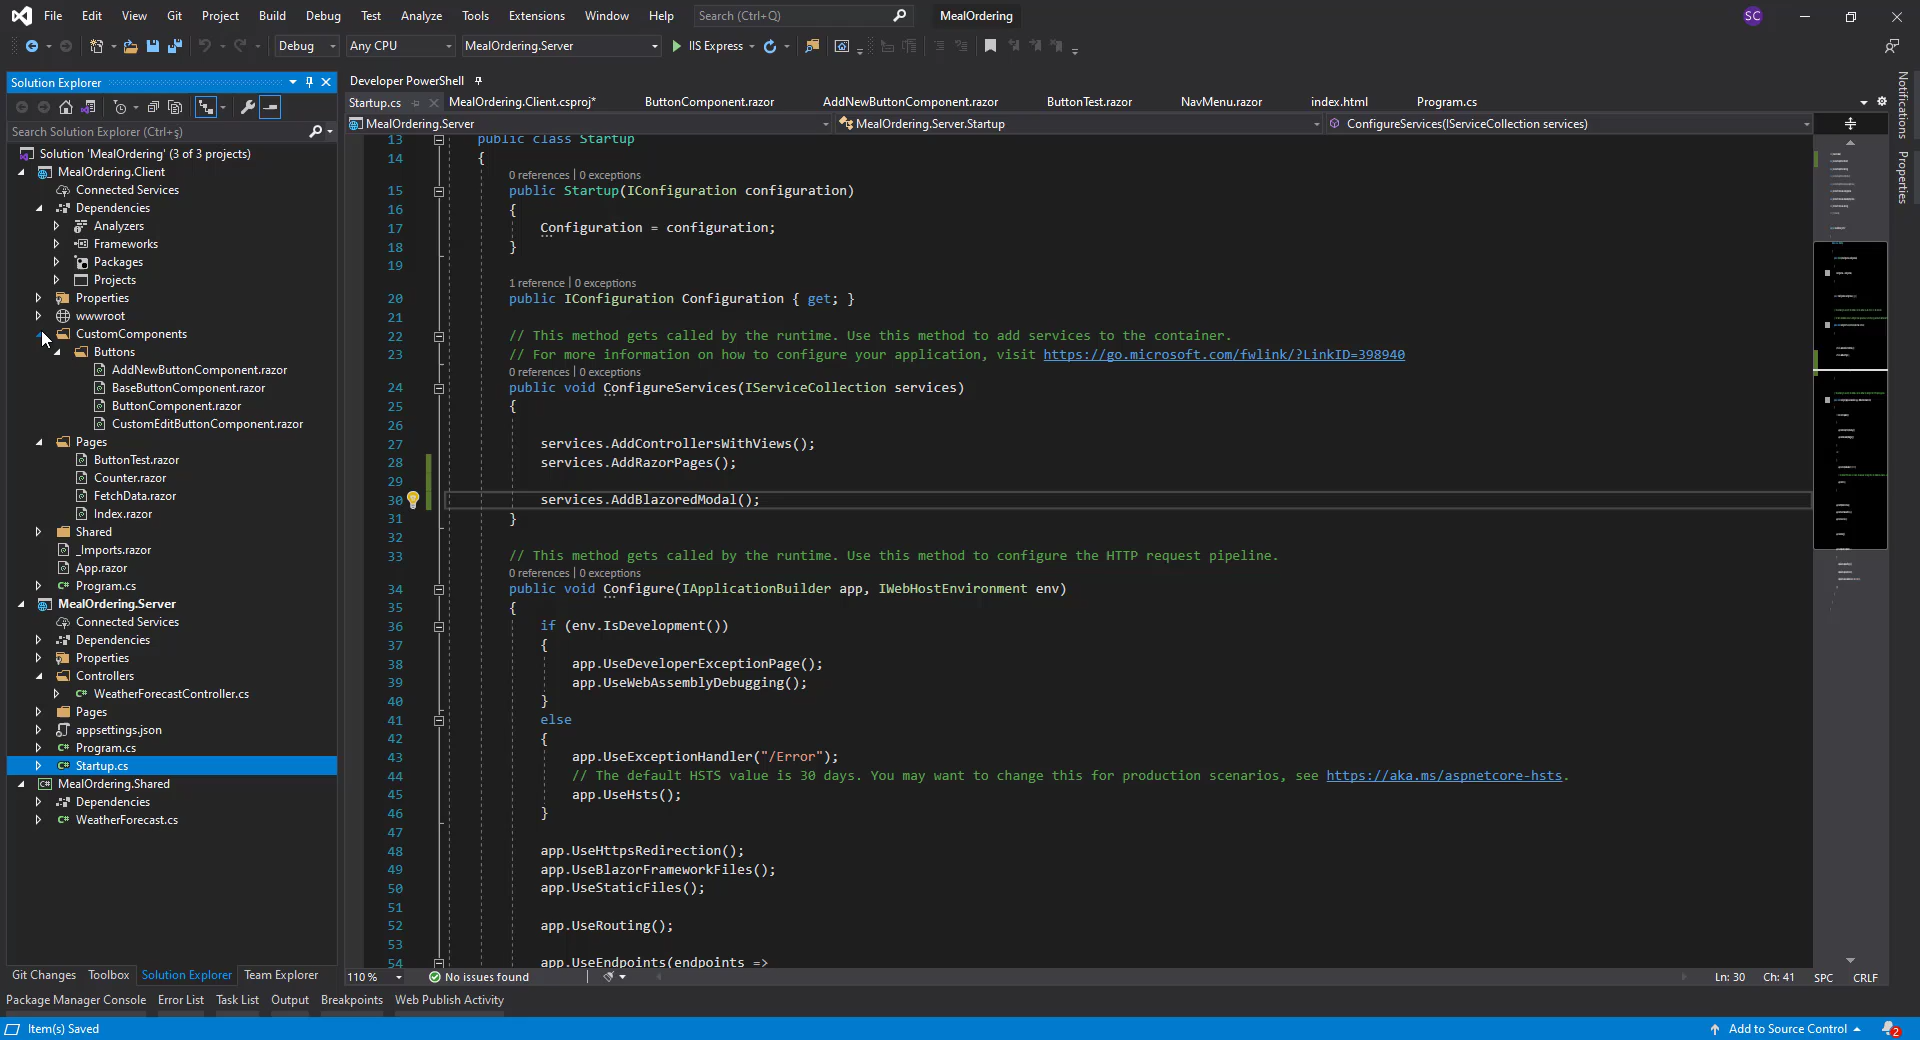 File Edit View Git Project Build Debug Test Analyze Tools Extensions Window Help Search (Ctrl+Q) MealOrdering SC
Debug Any CPU MealOrdering.Server IIS Express
Solution Explorer
Search Solution Explorer (Ctrl+ş)
Solution 'MealOrdering' (3 of 3 projects)
MealOrdering.Client
Connected Services
Dependencies
Analyzers
Frameworks
Packages
Projects
Properties
wwwroot
CustomComponents
Buttons
AddNewButtonComponent.razor
BaseButtonComponent.razor
ButtonComponent.razor
CustomEditButtonComponent.razor
Pages
ButtonTest.razor
Counter.razor
FetchData.razor
Index.razor
Shared
_Imports.razor
App.razor
Program.cs
MealOrdering.Server
Connected Services
Dependencies
Properties
Controllers
WeatherForecastController.cs
Pages
appsettings.json
Program.cs
Startup.cs
MealOrdering.Shared
Dependencies
WeatherForecast.cs
Git Changes Toolbox Solution Explorer Team Explorer
Developer PowerShell
Startup.cs MealOrdering.Client.csproj* ButtonComponent.razor AddNewButtonComponent.razor ButtonTest.razor NavMenu.razor index.html Program.cs
MealOrdering.Server MealOrdering.Server.Startup ConfigureServices(IServiceCollection services)
13 public class Startup
14 {
0 references | 0 exceptions
15 public Startup(IConfiguration configuration)
16 {
17 Configuration = configuration;
18 }
19
1 reference | 0 exceptions
20 public IConfiguration Configuration { get; }
21
22 // This method gets called by the runtime. Use this method to add services to the container.
23 // For more information on how to configure your application, visit https://go.microsoft.com/fwlink/?LinkID=398940
0 references | 0 exceptions
24 public void ConfigureServices(IServiceCollection services)
25 {
26
27 services.AddControllersWithViews();
28 services.AddRazorPages();
29
30 services.AddBlazoredModal();
31 }
32
33 // This method gets called by the runtime. Use this method to configure the HTTP request pipeline.
0 references | 0 exceptions
34 public void Configure(IApplicationBuilder app, IWebHostEnvironment env)
35 {
36 if (env.IsDevelopment())
37 {
38 app.UseDeveloperExceptionPage();
39 app.UseWebAssemblyDebugging();
40 }
41 else
42 {
43 app.UseExceptionHandler("/Error");
44 // The default HSTS value is 30 days. You may want to change this for production scenarios, see https://aka.ms/aspnetcore-hsts.
45 app.UseHsts();
46 }
47
48 app.UseHttpsRedirection();
49 app.UseBlazorFrameworkFiles();
50 app.UseStaticFiles();
51
52 app.UseRouting();
53
54 app.UseEndpoints(endpoints =>
110 % No issues found Ln: 30 Ch: 41 SPC CRLF
Notifications
Properties
Package Manager Console Error List Task List Output Breakpoints Web Publish Activity
Item(s) Saved Add to Source Control 2